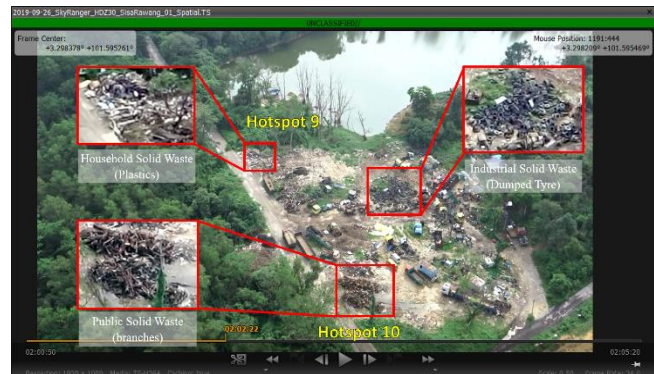 2019-09-26_SkyRanger_HDZ30_SisaRawang_01_Spatial.TS
UNCLASSIFIED//
Frame Center:
+3.298378° +101.595261°
Mouse Position: 1191:444
+3.298209° +101.595469°
Hotspot 9
Household Solid Waste
(Plastics)
Industrial Solid Waste
(Dumped Tyre)
Public Solid Waste
(branches)
Hotspot 10
02:02:22
02:00:50
02:05:20